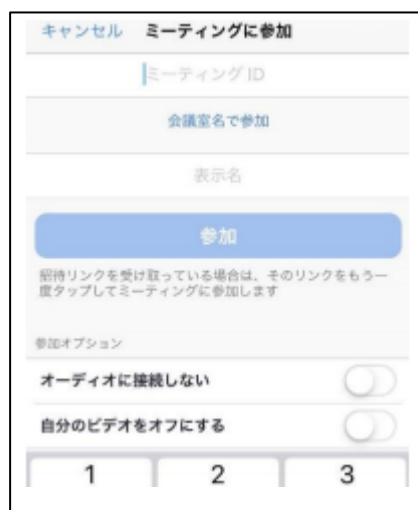 キャンセル ミーティングに参加
ミーティング ID
会議室名で参加
表示名
参加
招待リンクを受け取っている場合は、そのリンクをもう一
度タップしてミーティングに参加します
参加オプション
オーディオに接続しない
自分のビデオをオフにする
1 2 3